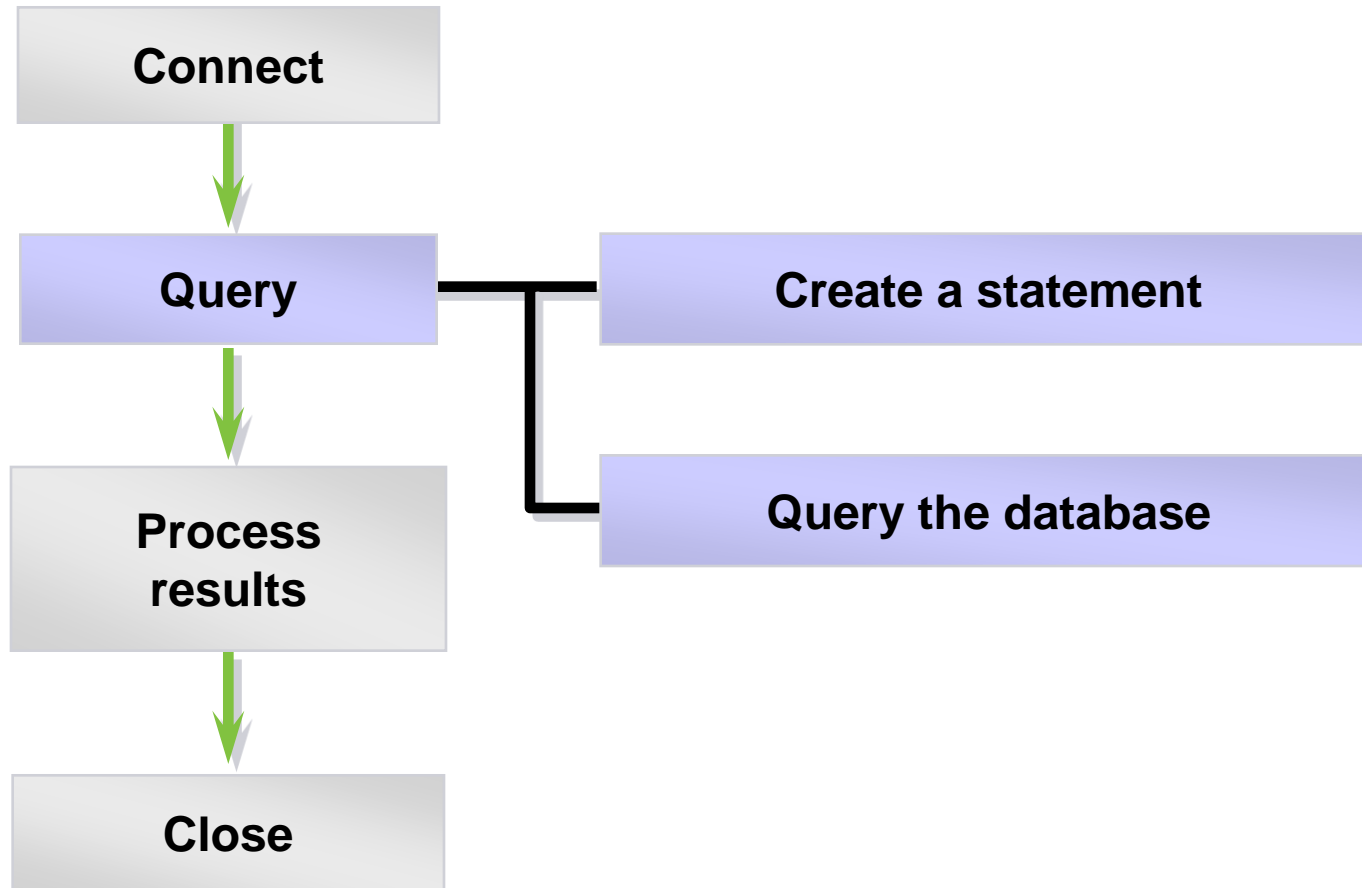 Connect
Query
Create a statement
Query the database
Process
results
Close